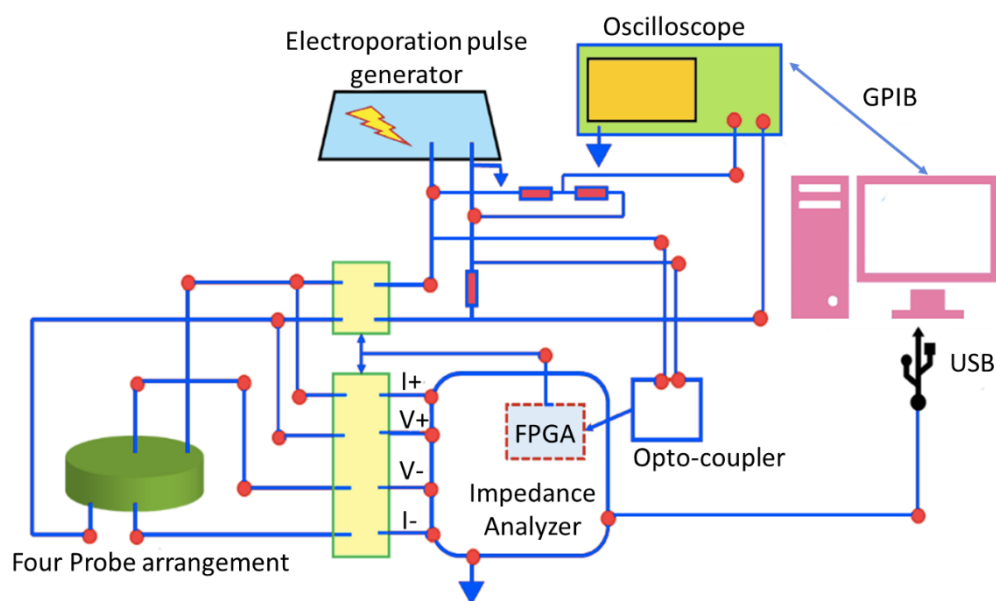 Oscilloscope
Electroporation pulse
generator
GPIB
USB
I+
V+
FPGA
V-
Opto-coupler
Impedance
Analyzer
I-
Four Probe arrangement